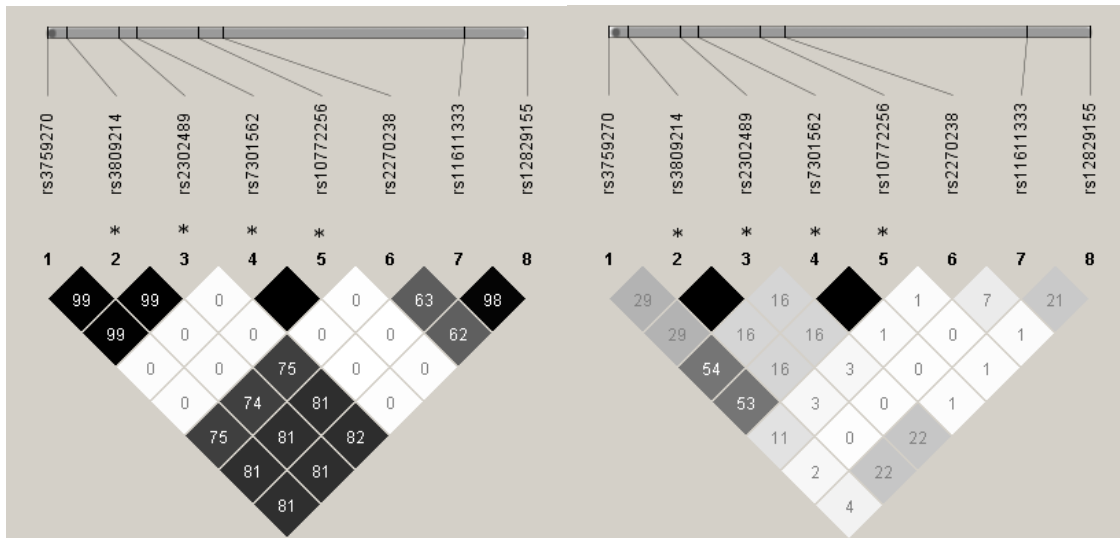 rs3759270
rs3809214
rs2302489
rs7301562
rs10772256
rs2270238
rs11611333
rs12829155
* * * *
1 2 3 4 5 6 7 8
99 99 0 0 63 98
99 0 0 0 0 62
0 0 75 0 0
0 74 81 0
75 81 82
81 81
81
rs3759270
rs3809214
rs2302489
rs7301562
rs10772256
rs2270238
rs11611333
rs12829155
* * * *
1 2 3 4 5 6 7 8
29 16 1 7 21
29 16 16 1 0 1
54 16 3 0 1
53 3 0 1
11 0 22
2 22
4